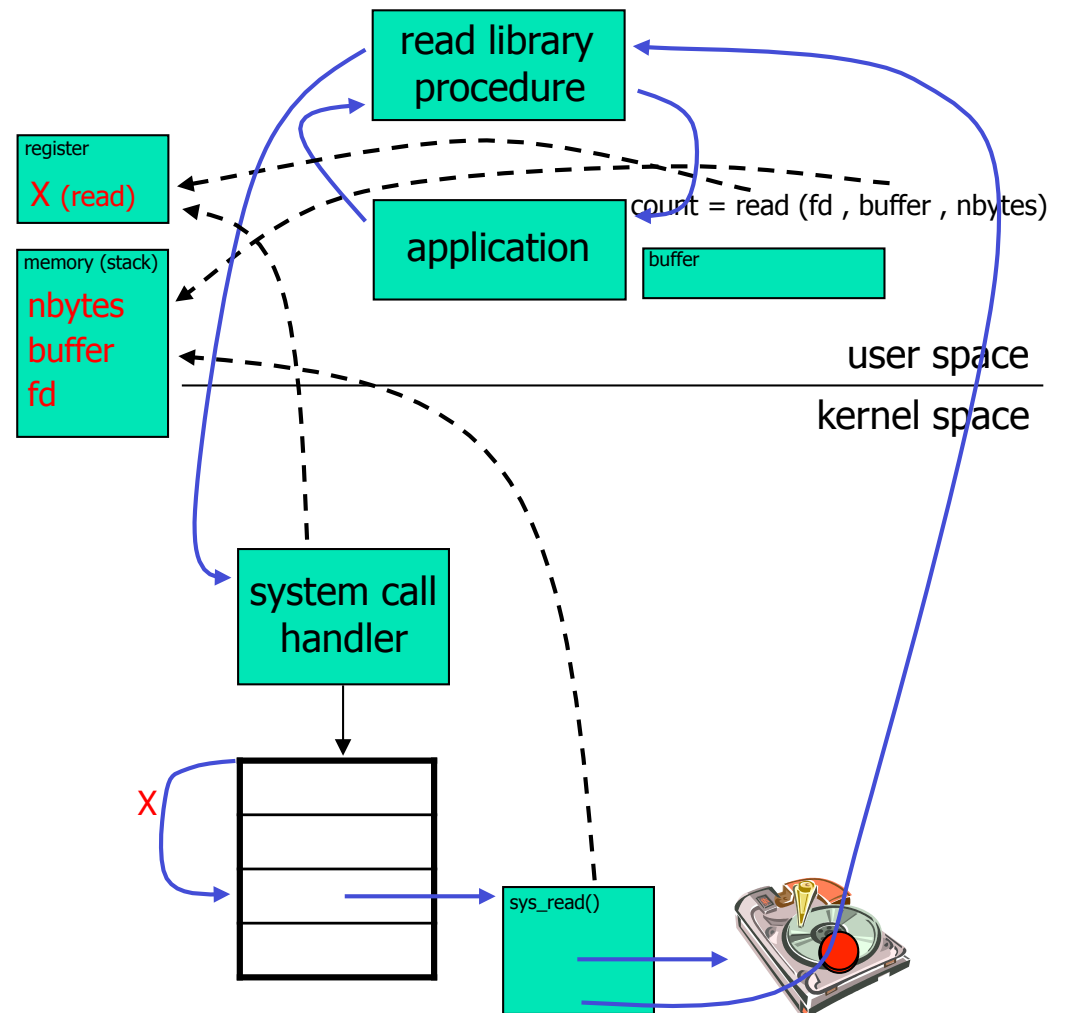 read library
procedure
register
X (read)
count = read (fd , buffer , nbytes)
application
memory (stack)
nbytes
buffer
fd
buffer
user space
kernel space
system call
handler
X
sys_read()